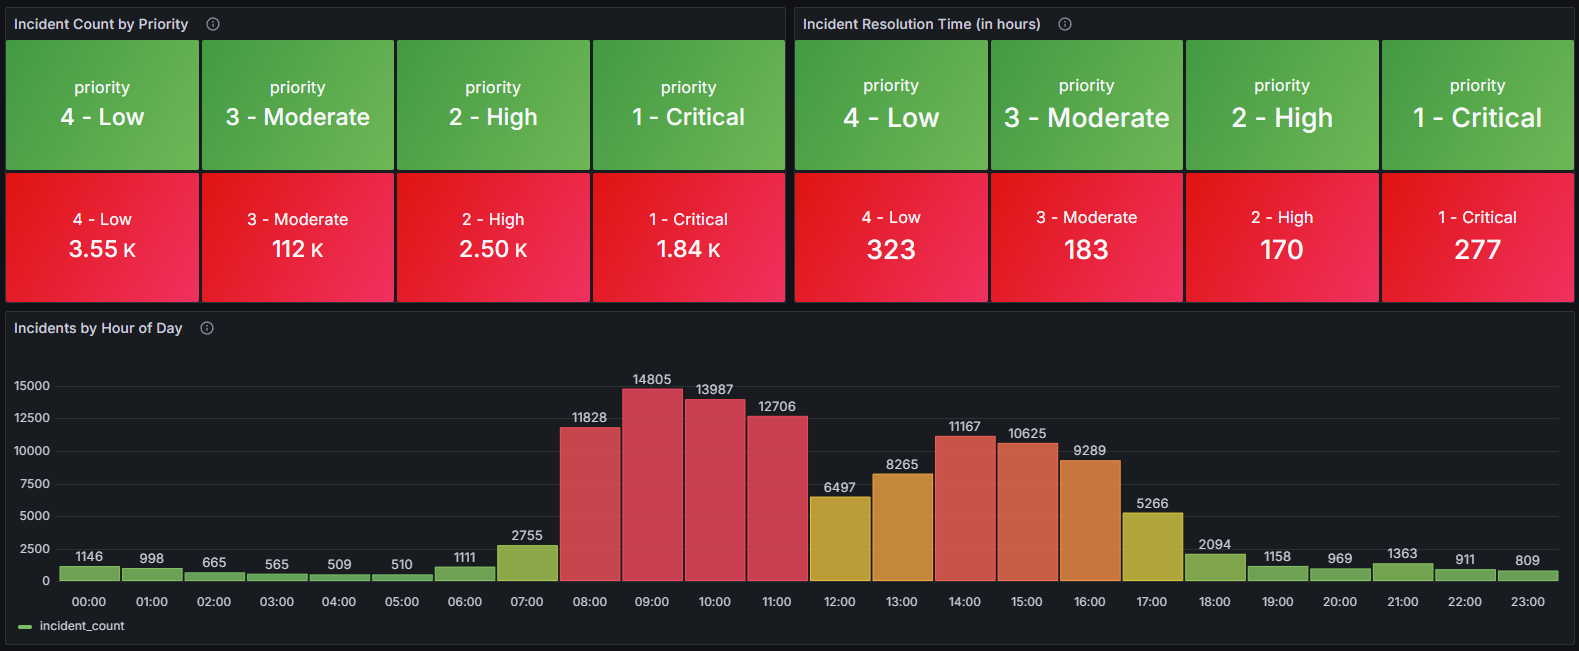 Incident Count by Priority
priority
4 - Low
priority
3 - Moderate
priority
2 - High
priority
1 - Critical
4 - Low
3.55 K
3 - Moderate
112 K
2 - High
2.50 K
1 - Critical
1.84 K
Incident Resolution Time (in hours)
priority
4 - Low
priority
3 - Moderate
priority
2 - High
priority
1 - Critical
4 - Low
323
3 - Moderate
183
2 - High
170
1 - Critical
277
Incidents by Hour of Day
15000
12500
10000
7500
5000
2500
0
1146
998
665
565
509
510
1111
2755
11828
14805
13987
12706
6497
8265
11167
10625
9289
5266
2094
1158
969
1363
911
809
00:00 01:00 02:00 03:00 04:00 05:00 06:00 07:00 08:00 09:00 10:00 11:00 12:00 13:00 14:00 15:00 16:00 17:00 18:00 19:00 20:00 21:00 22:00 23:00
incident_count